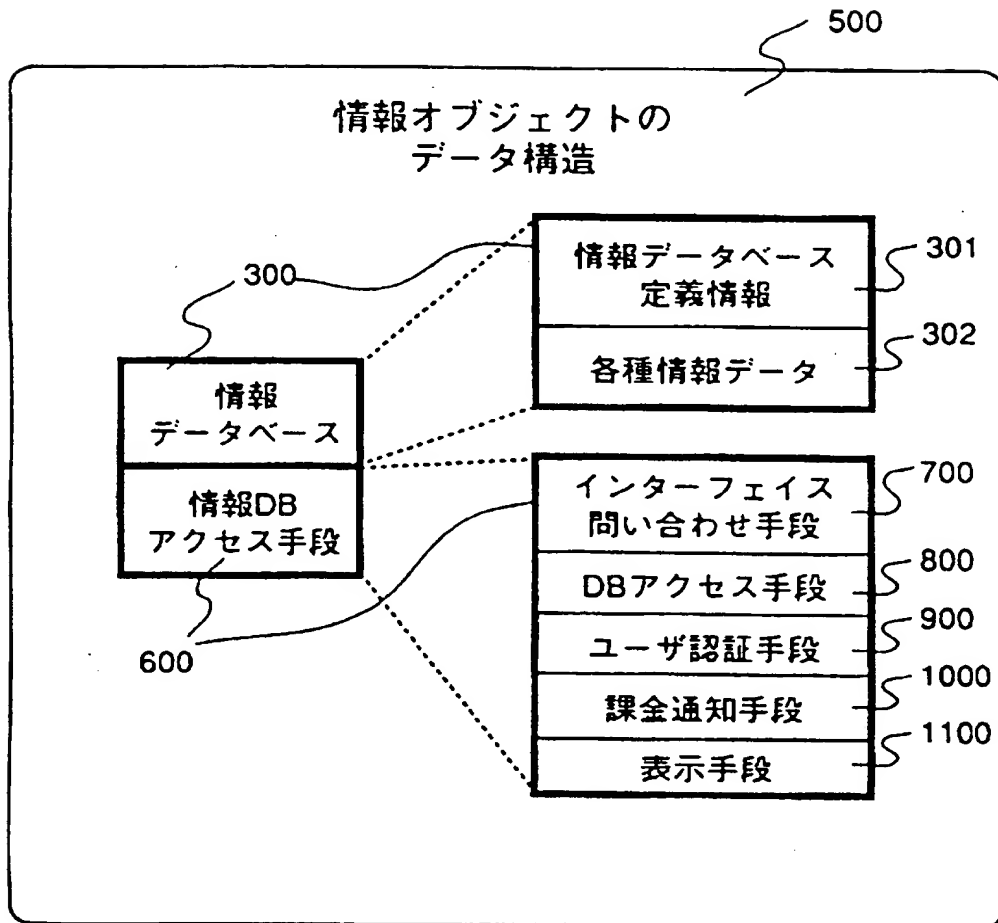 500
情報オブジェクトの
データ構造
300
情報
データベース
情報DB
アクセス手段
600
情報データベース
定義情報
301
各種情報データ
302
インターフェイス
問い合わせ手段
700
DBアクセス手段
800
ユーザ認証手段
900
課金通知手段
1000
表示手段
1100